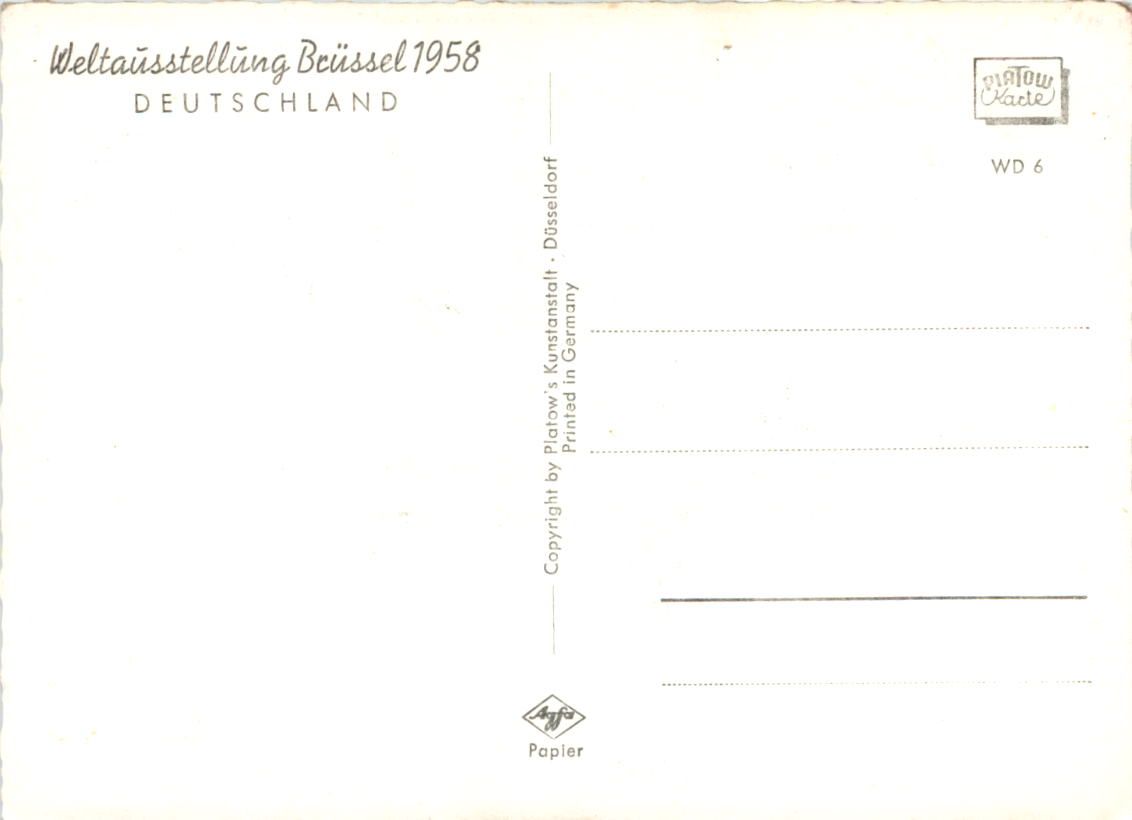 Weltausstellung Brüssel 1958
DEUTSCHLAND
PLATOW
Karte
WD 6
Copyright by Platow's Kunstanstalt · Düsseldorf
Printed in Germany
Agfa
Papier